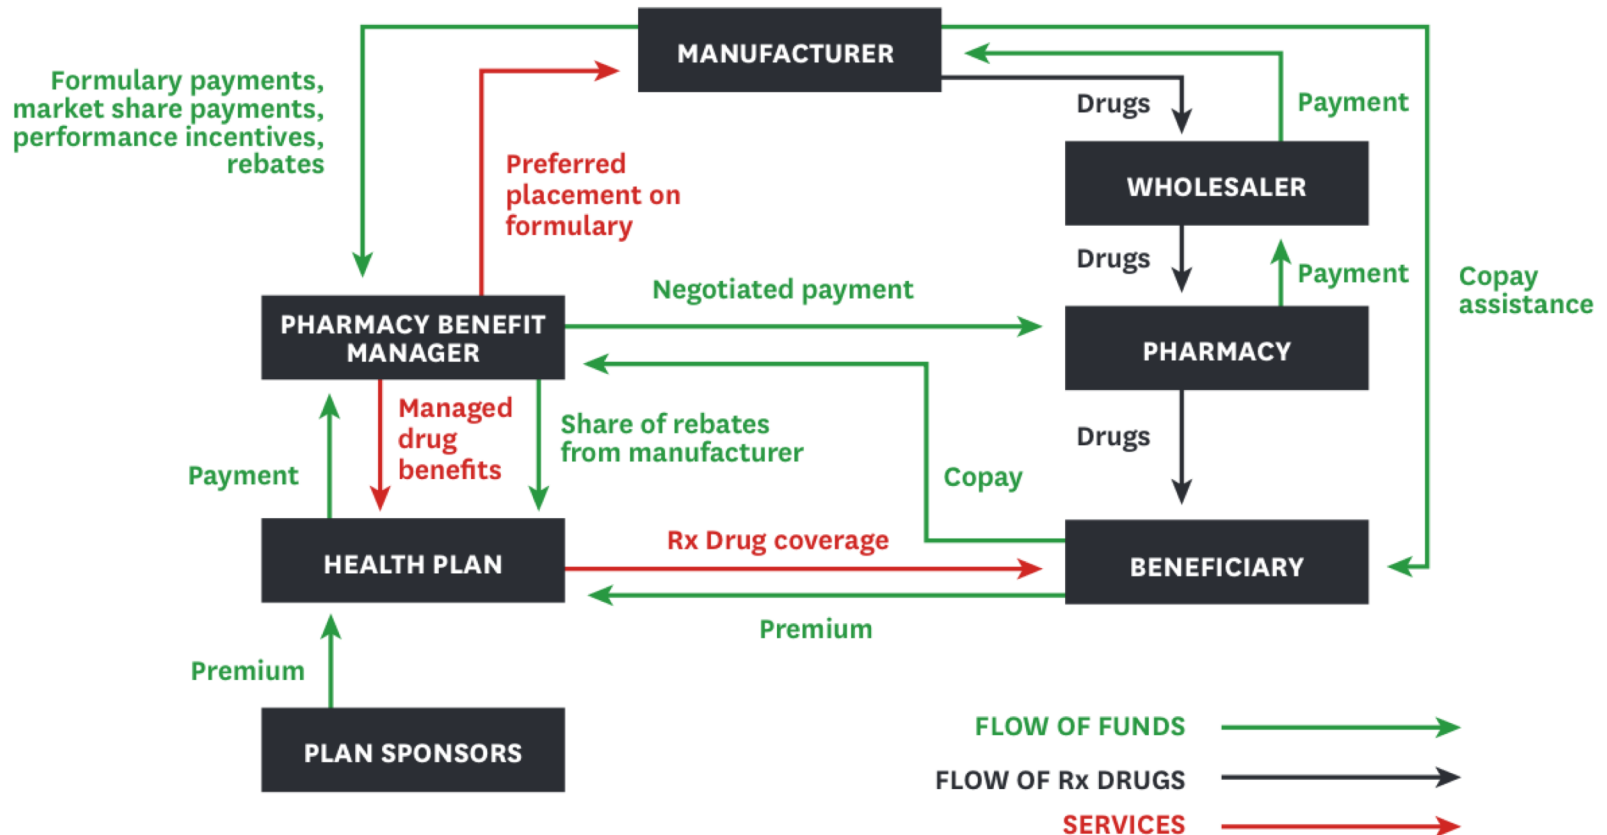 MANUFACTURER
Formulary payments,
market share payments,
performance incentives,
rebates
Preferred
placement on
formulary
Drugs
Payment
WHOLESALER
Drugs
Payment
Copay
assistance
Negotiated payment
PHARMACY BENEFIT
MANAGER
PHARMACY
Managed
drug
benefits
Share of rebates
from manufacturer
Payment
Copay
Drugs
HEALTH PLAN
Rx Drug coverage
BENEFICIARY
Premium
Premium
PLAN SPONSORS
FLOW OF FUNDS
FLOW OF Rx DRUGS
SERVICES